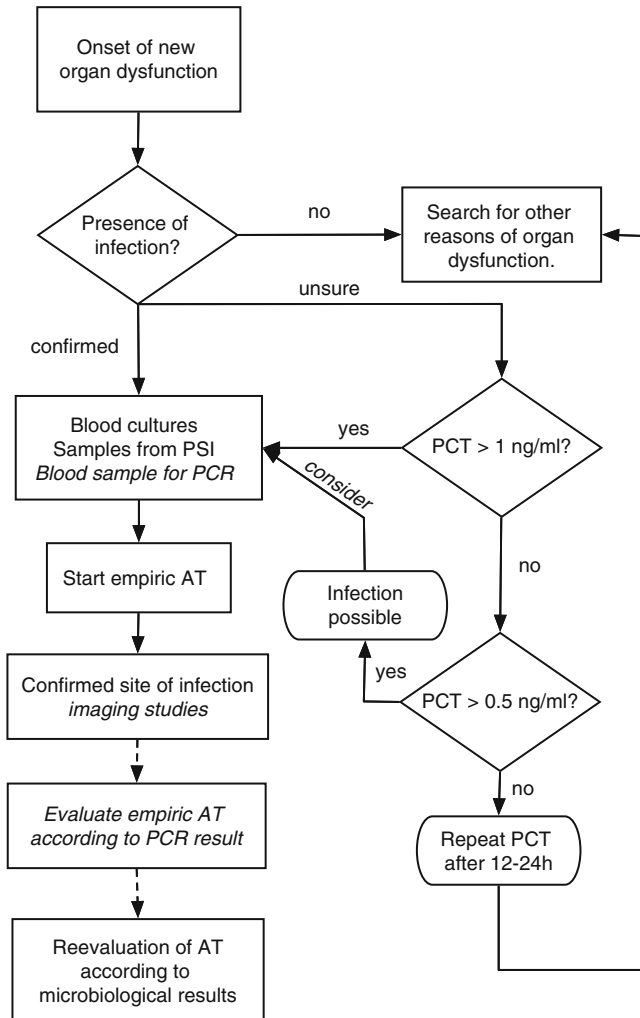 Onset of new
organ dysfunction
Presence of
infection?
no
Search for other
reasons of organ
dysfunction.
unsure
confirmed
Blood cultures
Samples from PSI
Blood sample for PCR
yes
PCT > 1 ng/ml?
consider
no
Start empiric AT
Infection
possible
Confirmed site of infection
imaging studies
yes
PCT > 0.5 ng/ml?
no
Evaluate empiric AT
according to PCR result
Repeat PCT
after 12-24h
Reevaluation of AT
according to
microbiological results